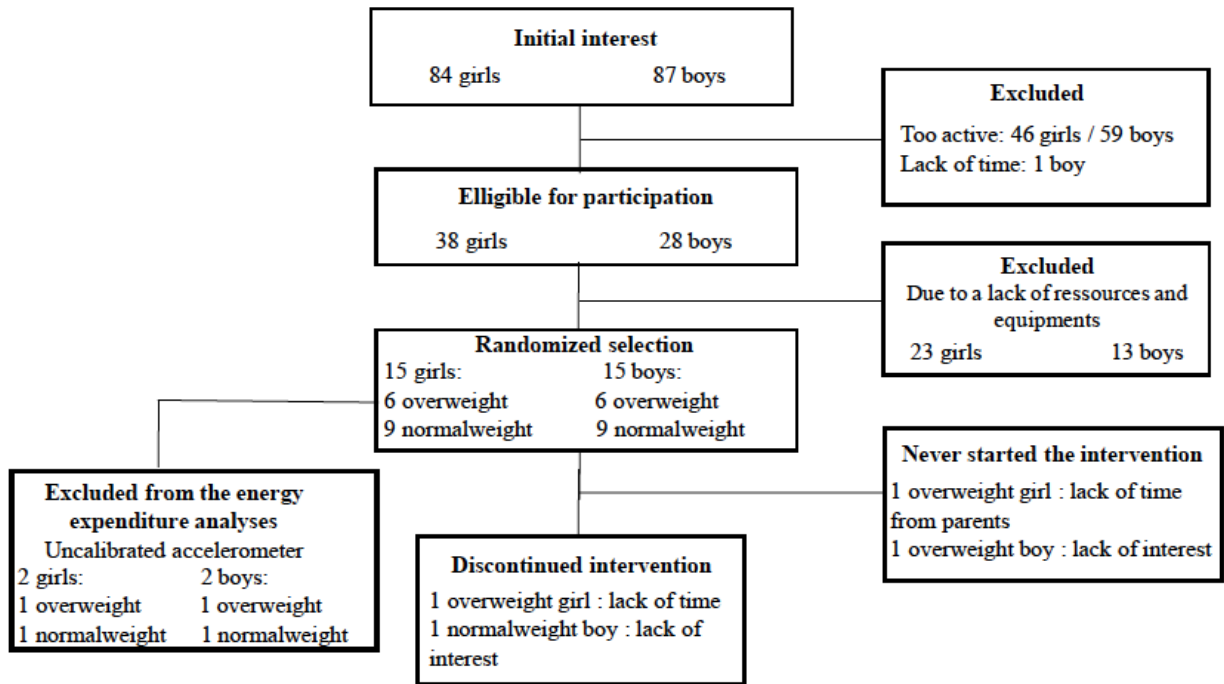 Initial interest
84 girls 87 boys
Excluded
Too active: 46 girls / 59 boys
Lack of time: 1 boy
Elligible for participation
38 girls 28 boys
Excluded
Due to a lack of ressources and
equipments
23 girls 13 boys
Randomized selection
15 girls: 15 boys:
6 overweight 6 overweight
9 normalweight 9 normalweight
Never started the intervention
1 overweight girl : lack of time
from parents
1 overweight boy : lack of interest
Excluded from the energy
expenditure analyses
Uncalibrated accelerometer
2 girls: 2 boys:
1 overweight 1 overweight
1 normalweight 1 normalweight
Discontinued intervention
1 overweight girl : lack of time
1 normalweight boy : lack of
interest